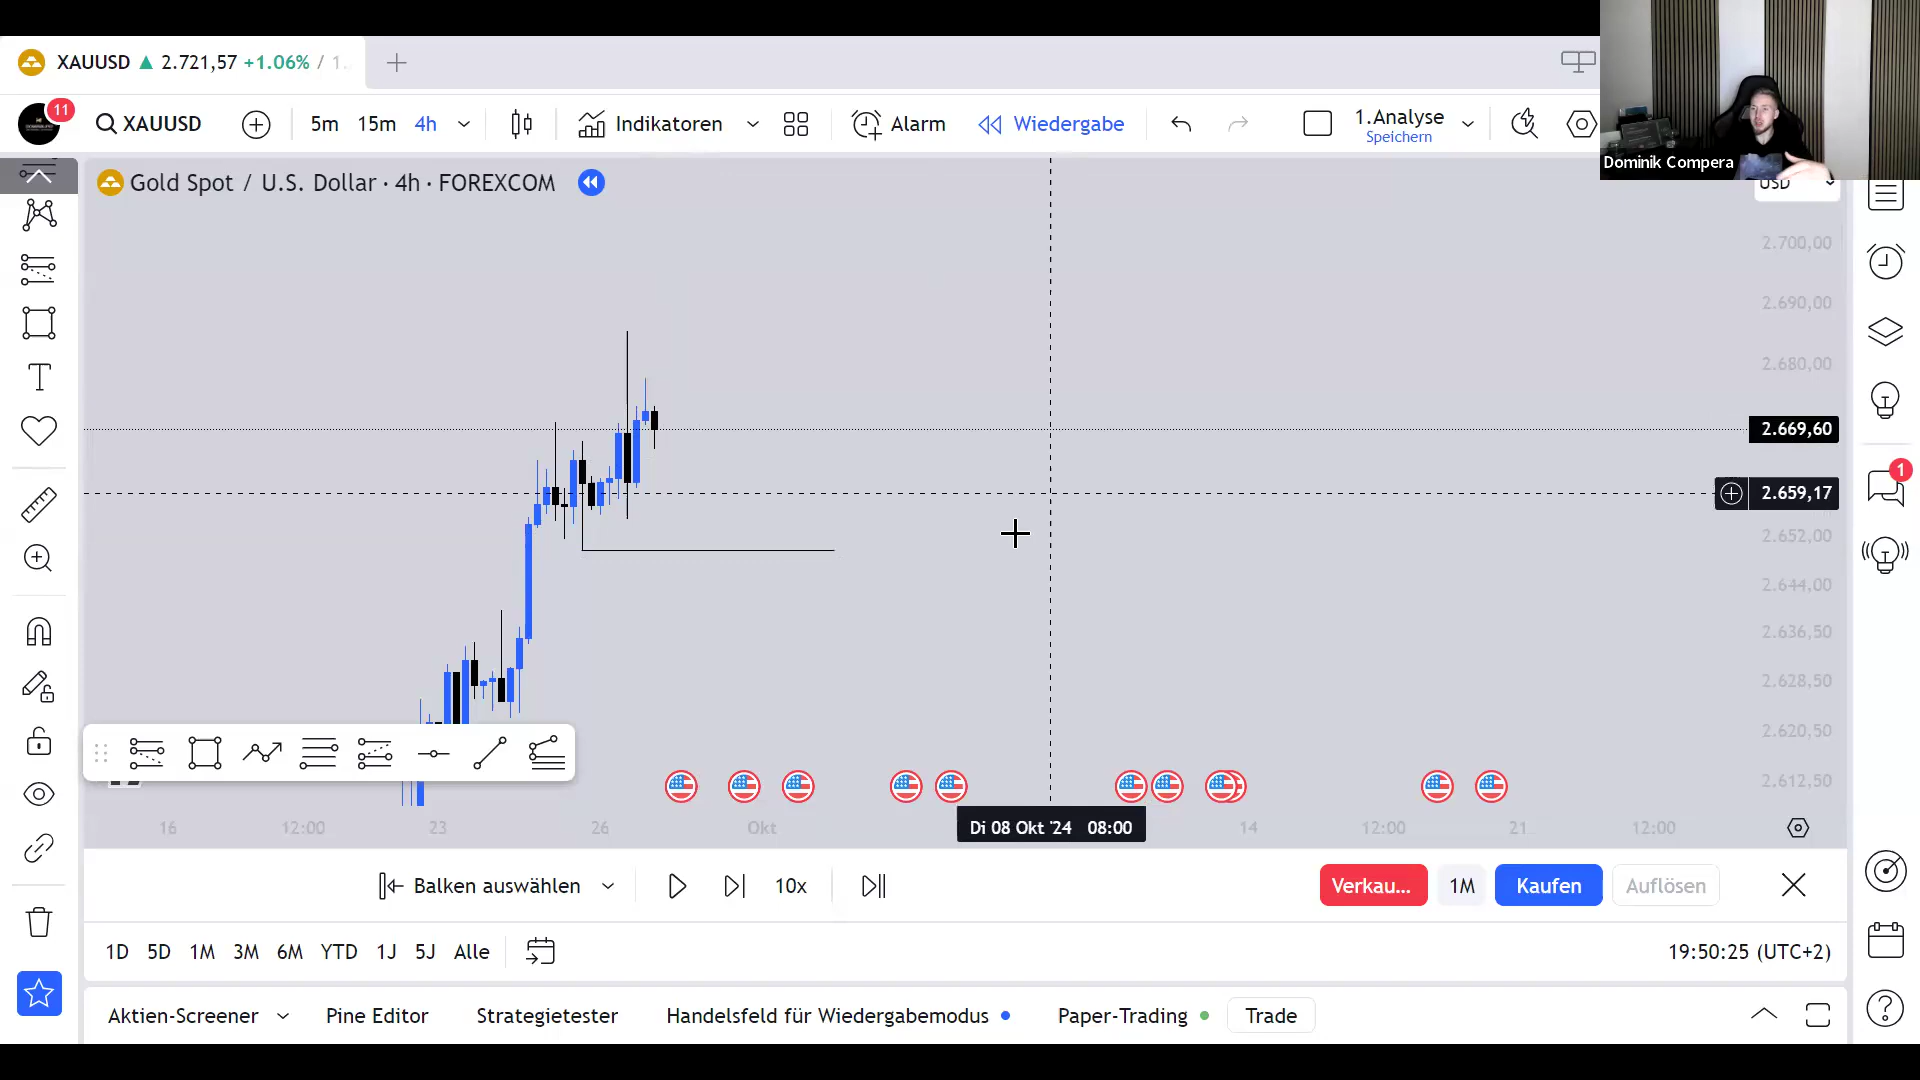 XAUUSD ▲ 2.721,57 +1.06% / 1.
11
XAUUSD
5m 15m 4h
Indikatoren
Alarm
Wiedergabe
1.Analyse
Speichern
Dominik Compera
Gold Spot / U.S. Dollar · 4h · FOREXCOM
USD
2.700,00
2.690,00
2.680,00
2.669,60
1
2.659,17
2.652,00
2.644,00
2.636,50
2.628,50
2.620,50
2.612,50
16 12:00 23 26 Okt Di 08 Okt '24 08:00 14 12:00 21 12:00
Balken auswählen
10x
Verkau...
1M
Kaufen
Auflösen
1D 5D 1M 3M 6M YTD 1J 5J Alle
19:50:25 (UTC+2)
Aktien-Screener Pine Editor Strategietester Handelsfeld für Wiedergabemodus Paper-Trading Trade